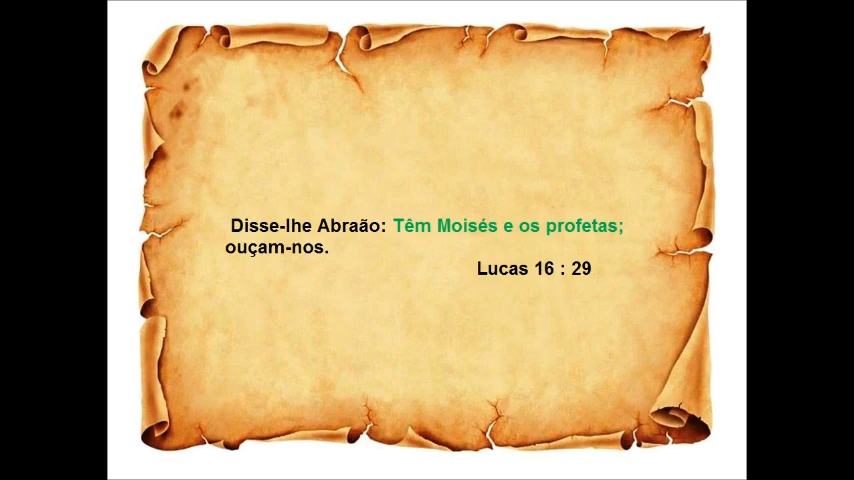 Disse-lhe Abraão: Têm Moisés e os profetas;
ouçam-nos.
Lucas 16 : 29